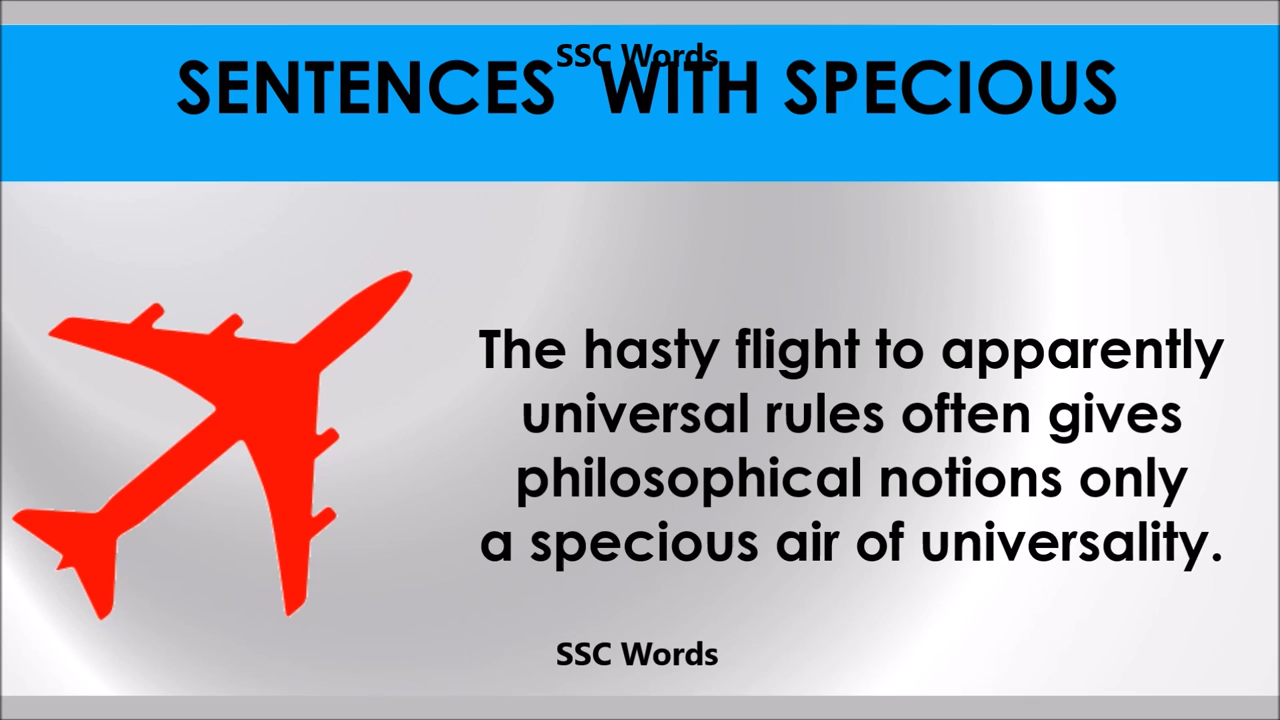 SSC Words
SENTENCES WITH SPECIOUS
The hasty flight to apparently
universal rules often gives
philosophical notions only
a specious air of universality.
SSC Words